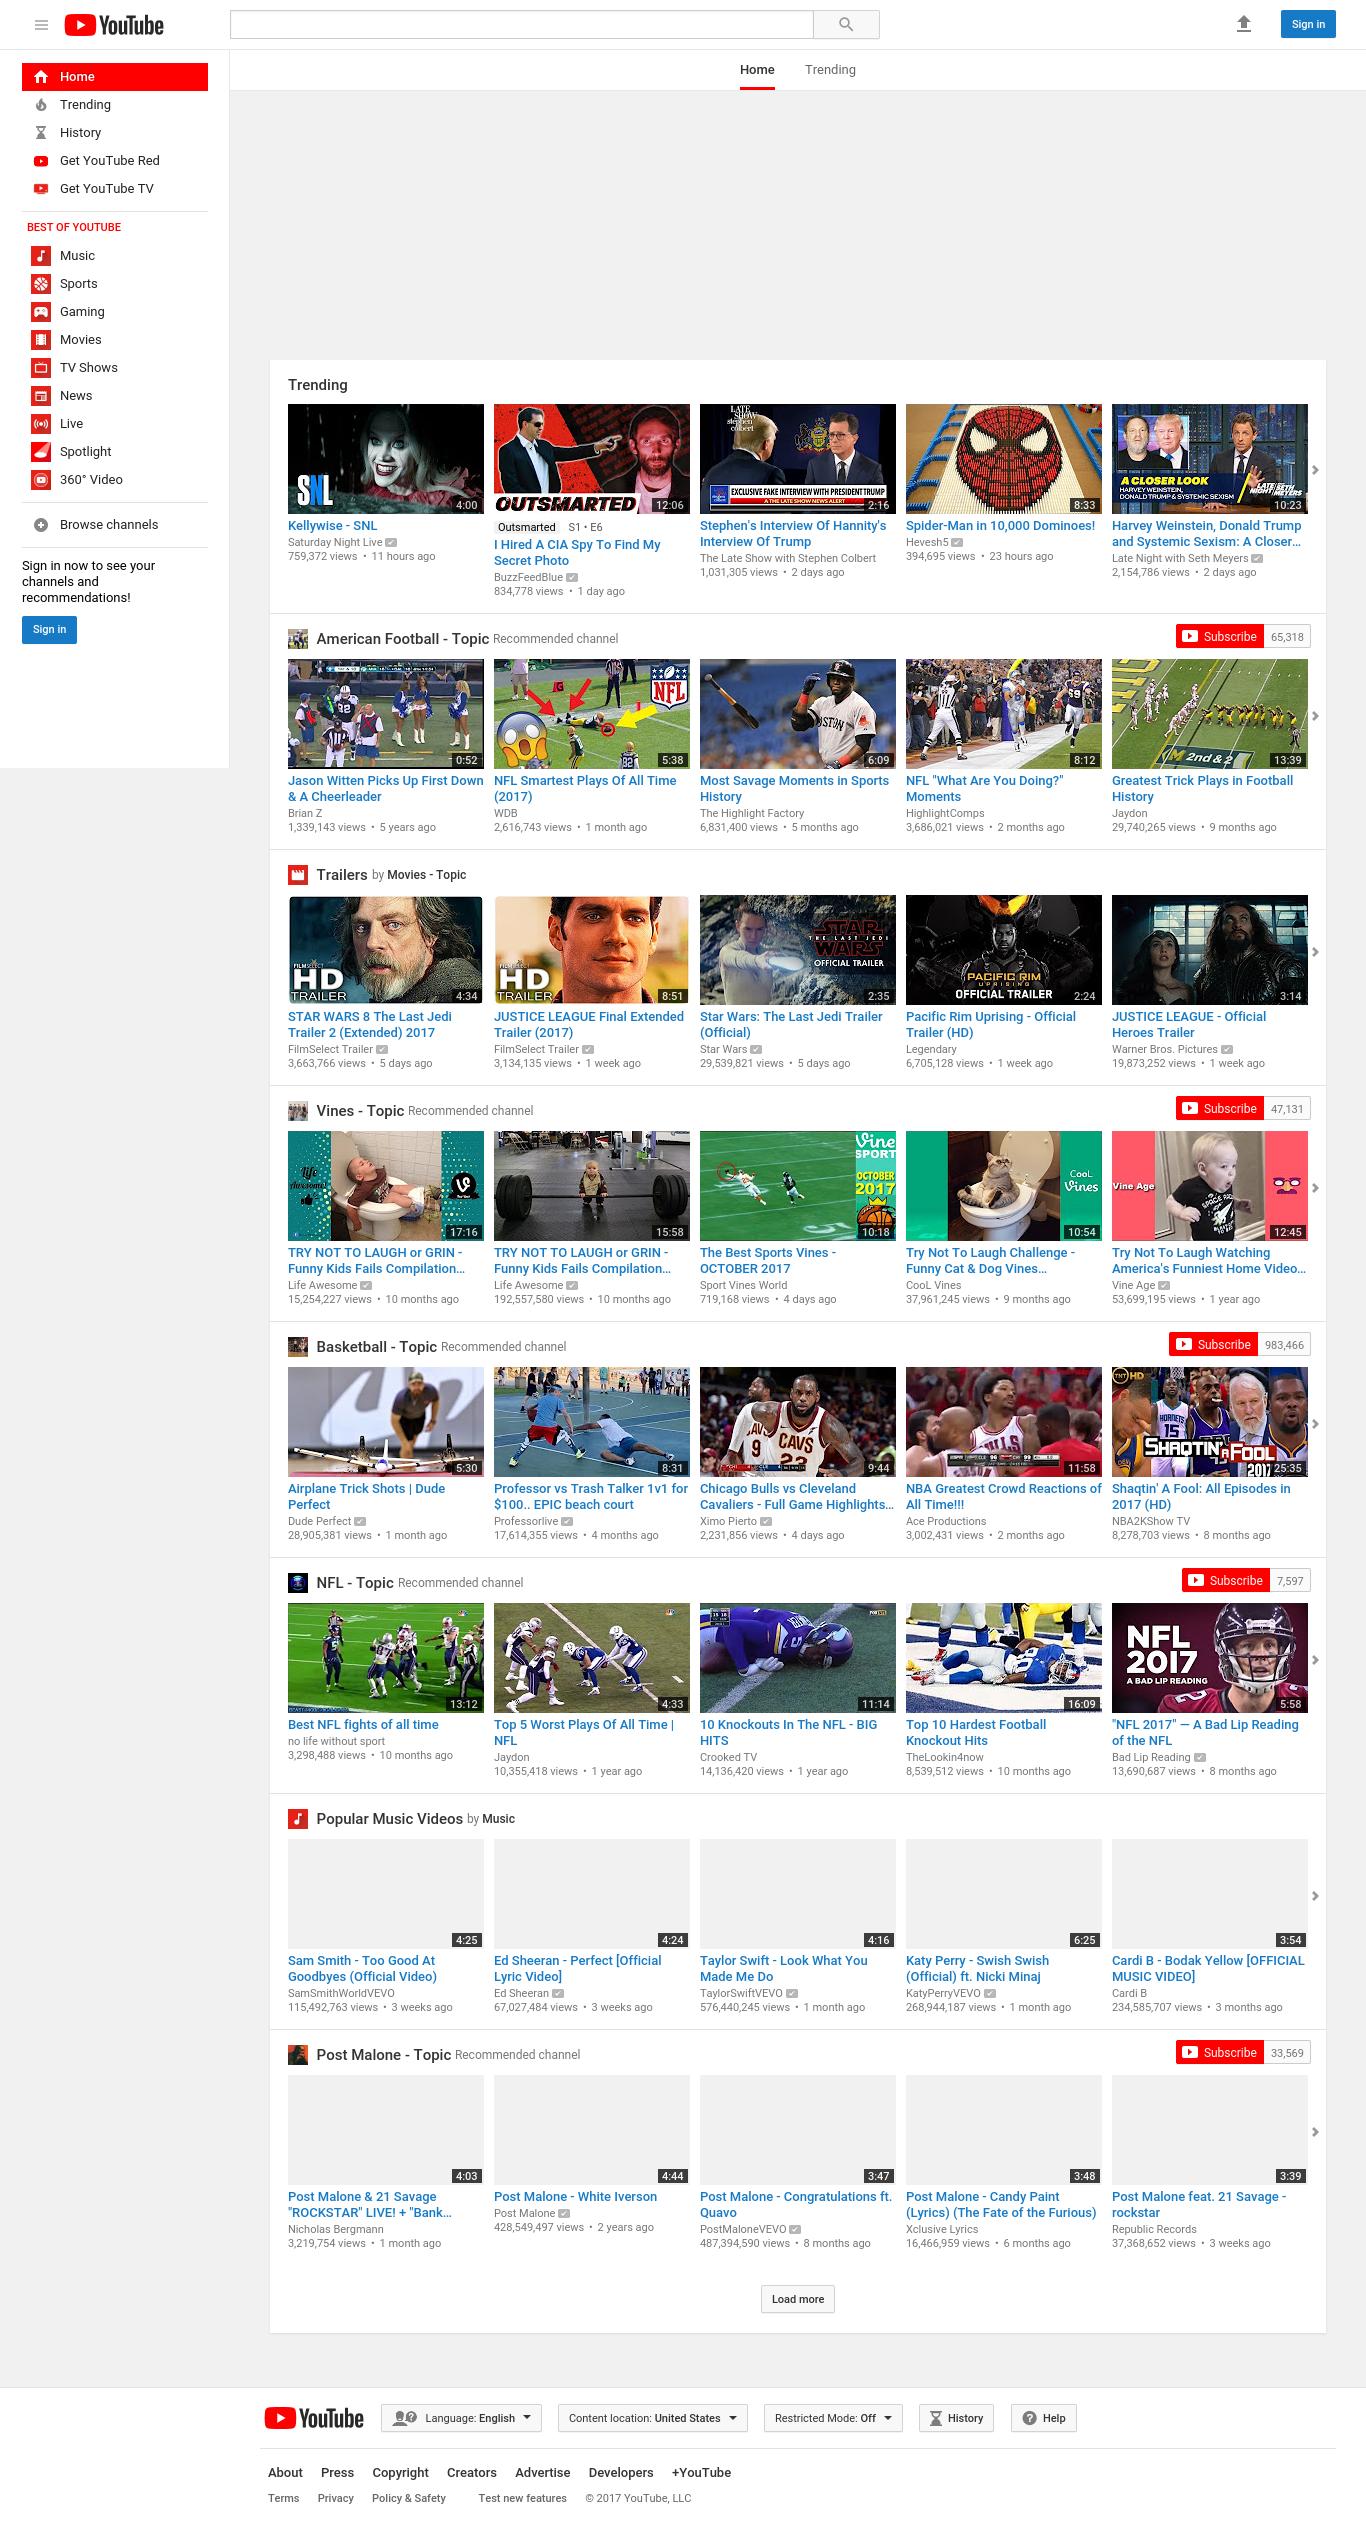 YouTube
Sign in
Home
Trending
History
Get YouTube Red
Get YouTube TV
BEST OF YOUTUBE
Music
Sports
Gaming
Movies
TV Shows
News
Live
Spotlight
360° Video
Browse channels
Sign in now to see your
channels and
recommendations!
Sign in
Home Trending
Trending
SNL
4:00
Kellywise - SNL
Saturday Night Live
759,372 views • 11 hours ago
OUTSMARTED
12:06
Outsmarted S1 • E6
I Hired A CIA Spy To Find My
Secret Photo
BuzzFeedBlue
834,778 views • 1 day ago
LATE
SHOW
stephen
colbert
EXCLUSIVE FAKE INTERVIEW WITH PRESIDENT TRUMP
A THE LATE SHOW NEWS ALERT
2:16
Stephen's Interview Of Hannity's
Interview Of Trump
The Late Show with Stephen Colbert
1,031,305 views • 2 days ago
8:33
Spider-Man in 10,000 Dominoes!
Hevesh5
394,695 views • 23 hours ago
A CLOSER LOOK
HARVEY WEINSTEIN,
DONALD TRUMP & SYSTEMIC SEXISM
LATE NIGHT SETH MEYERS
10:23
Harvey Weinstein, Donald Trump
and Systemic Sexism: A Closer...
Late Night with Seth Meyers
2,154,786 views • 2 days ago
American Football - Topic Recommended channel
Subscribe 65,318
82
0:52
Jason Witten Picks Up First Down
& A Cheerleader
Brian Z
1,339,143 views • 5 years ago
NFL
5:38
NFL Smartest Plays Of All Time
(2017)
WDB
2,616,743 views • 1 month ago
BOSTON
6:09
Most Savage Moments in Sports
History
The Highlight Factory
6,831,400 views • 5 months ago
69
8:12
NFL "What Are You Doing?"
Moments
HighlightComps
3,686,021 views • 2 months ago
2nd & 2
13:39
Greatest Trick Plays in Football
History
Jaydon
29,740,265 views • 9 months ago
Trailers by Movies - Topic
FILMSELECT
HD
TRAILER
4:34
STAR WARS 8 The Last Jedi
Trailer 2 (Extended) 2017
FilmSelect Trailer
3,663,766 views • 5 days ago
FILMSELECT
HD
TRAILER
8:51
JUSTICE LEAGUE Final Extended
Trailer (2017)
FilmSelect Trailer
3,134,135 views • 1 week ago
STAR
THE LAST JEDI
WARS
OFFICIAL TRAILER
2:35
Star Wars: The Last Jedi Trailer
(Official)
Star Wars
29,539,821 views • 5 days ago
PACIFIC RIM
UPRISING
OFFICIAL TRAILER
2:24
Pacific Rim Uprising - Official
Trailer (HD)
Legendary
6,705,128 views • 1 week ago
3:14
JUSTICE LEAGUE - Official
Heroes Trailer
Warner Bros. Pictures
19,873,252 views • 1 week ago
Vines - Topic Recommended channel
Subscribe 47,131
Life
Awesome!
17:16
TRY NOT TO LAUGH or GRIN -
Funny Kids Fails Compilation...
Life Awesome
15,254,227 views • 10 months ago
15:58
TRY NOT TO LAUGH or GRIN -
Funny Kids Fails Compilation...
Life Awesome
192,557,580 views • 10 months ago
Vine
SPORT
OCTOBER
2017
10:18
The Best Sports Vines -
OCTOBER 2017
Sport Vines World
719,168 views • 4 days ago
CooL
Vines
10:54
Try Not To Laugh Challenge -
Funny Cat & Dog Vines...
CooL Vines
37,961,245 views • 9 months ago
Vine Age
12:45
Try Not To Laugh Watching
America's Funniest Home Video...
Vine Age
53,699,195 views • 1 year ago
Basketball - Topic Recommended channel
Subscribe 983,466
5:30
Airplane Trick Shots | Dude
Perfect
Dude Perfect
28,905,381 views • 1 month ago
8:31
Professor vs Trash Talker 1v1 for
$100.. EPIC beach court
Professorlive
17,614,355 views • 4 months ago
CAVS
9:44
Chicago Bulls vs Cleveland
Cavaliers - Full Game Highlights...
Ximo Pierto
2,231,856 views • 4 days ago
11:58
NBA Greatest Crowd Reactions of
All Time!!!
Ace Productions
3,002,431 views • 2 months ago
TNT HD
HORNETS
15
SHAQTIN A FOOL
2017
25:35
Shaqtin' A Fool: All Episodes in
2017 (HD)
NBA2KShow TV
8,278,703 views • 8 months ago
NFL - Topic Recommended channel
Subscribe 7,597
13:12
Best NFL fights of all time
no life without sport
3,298,488 views • 10 months ago
4:33
Top 5 Worst Plays Of All Time |
NFL
Jaydon
10,355,418 views • 1 year ago
11:14
10 Knockouts In The NFL - BIG
HITS
Crooked TV
14,136,420 views • 1 year ago
16:09
Top 10 Hardest Football
Knockout Hits
TheLookin4now
8,539,512 views • 10 months ago
NFL
2017
A BAD LIP READING
5:58
"NFL 2017" — A Bad Lip Reading
of the NFL
Bad Lip Reading
13,690,687 views • 8 months ago
Popular Music Videos by Music
4:25
Sam Smith - Too Good At
Goodbyes (Official Video)
SamSmithWorldVEVO
115,492,763 views • 3 weeks ago
4:24
Ed Sheeran - Perfect [Official
Lyric Video]
Ed Sheeran
67,027,484 views • 3 weeks ago
4:16
Taylor Swift - Look What You
Made Me Do
TaylorSwiftVEVO
576,440,245 views • 1 month ago
6:25
Katy Perry - Swish Swish
(Official) ft. Nicki Minaj
KatyPerryVEVO
268,944,187 views • 1 month ago
3:54
Cardi B - Bodak Yellow [OFFICIAL
MUSIC VIDEO]
Cardi B
234,585,707 views • 3 months ago
Post Malone - Topic Recommended channel
Subscribe 33,569
4:03
Post Malone & 21 Savage
"ROCKSTAR" LIVE! + "Bank...
Nicholas Bergmann
3,219,754 views • 1 month ago
4:44
Post Malone - White Iverson
Post Malone
428,549,497 views • 2 years ago
3:47
Post Malone - Congratulations ft.
Quavo
PostMaloneVEVO
487,394,590 views • 8 months ago
3:48
Post Malone - Candy Paint
(Lyrics) (The Fate of the Furious)
Xclusive Lyrics
16,466,959 views • 6 months ago
3:39
Post Malone feat. 21 Savage -
rockstar
Republic Records
37,368,652 views • 3 weeks ago
Load more
YouTube Language: English Content location: United States Restricted Mode: Off History Help
About Press Copyright Creators Advertise Developers +YouTube
Terms Privacy Policy & Safety Test new features © 2017 YouTube, LLC